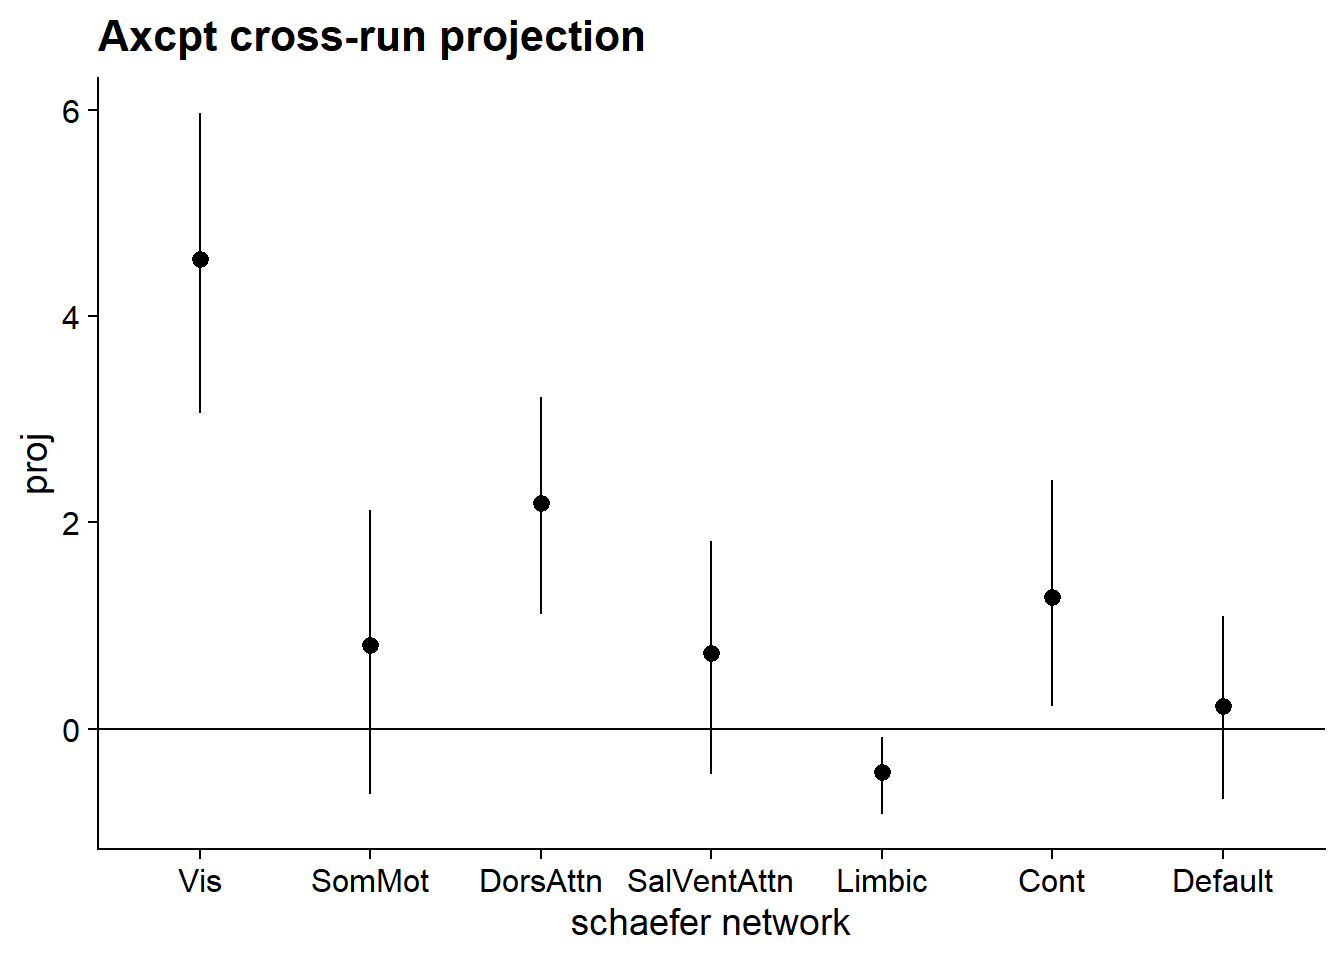 Axcpt cross-run projection
proj
6
4
2
0
Vis SomMot DorsAttn SalVentAttn Limbic Cont Default
schaefer network